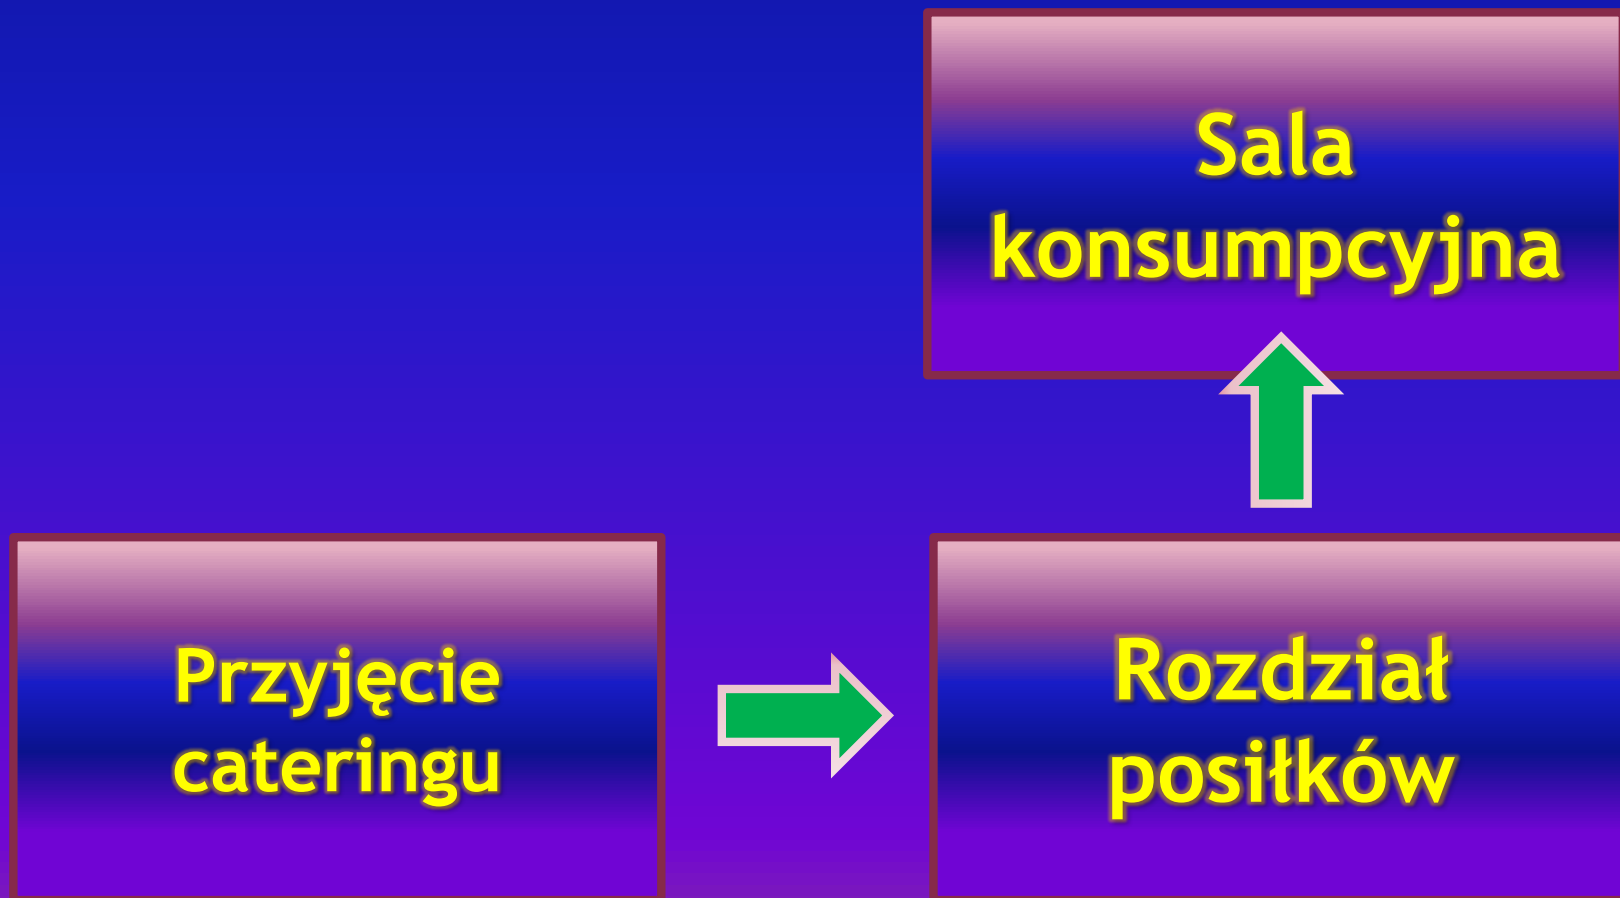 Sala
konsumpcyjna
Przyjęcie
cateringu
Rozdział
posiłków